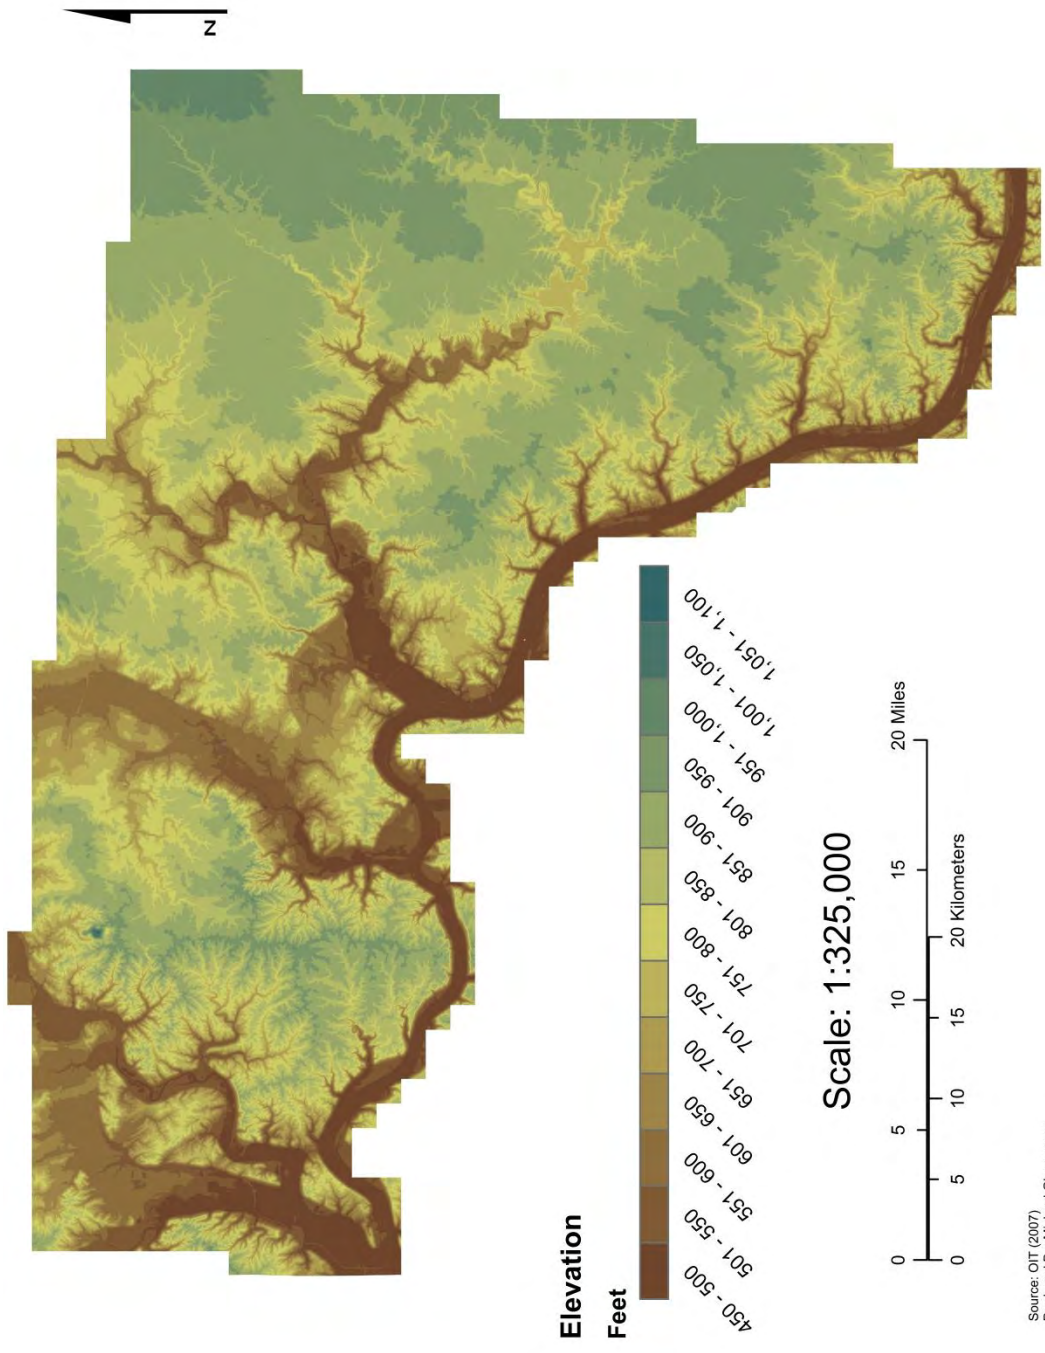 N
Elevation
Feet
450 - 500
501 - 550
551 - 600
601 - 650
651 - 700
701 - 750
751 - 800
801 - 850
851 - 900
901 - 950
951 - 1,000
1,001 - 1,050
1,051 - 1,100
Scale: 1:325,000
0 5 10 15 20 Miles
0 5 10 15 20 Kilometers
Source: OIT (2007)